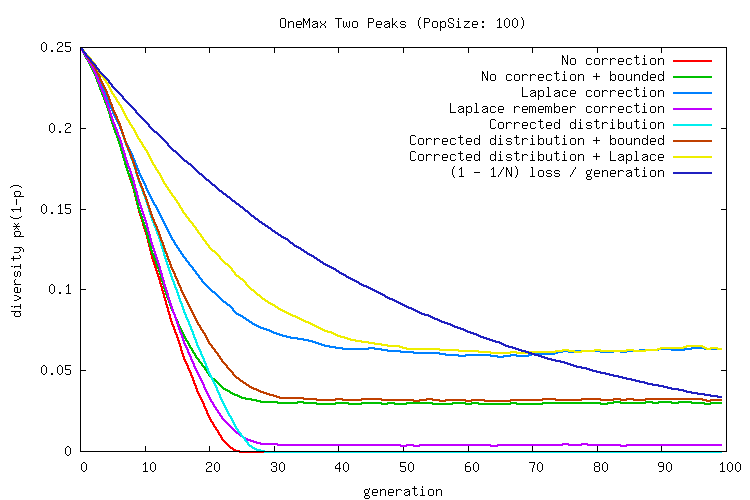 OneMax Two Peaks (PopSize: 100)
No correction
No correction + bounded
Laplace correction
Laplace remember correction
Corrected distribution
Corrected distribution + bounded
Corrected distribution + Laplace
(1 - 1/N) loss / generation
diversity p*(1-p)
0.25
0.2
0.15
0.1
0.05
0
0 10 20 30 40 50 60 70 80 90 100
generation